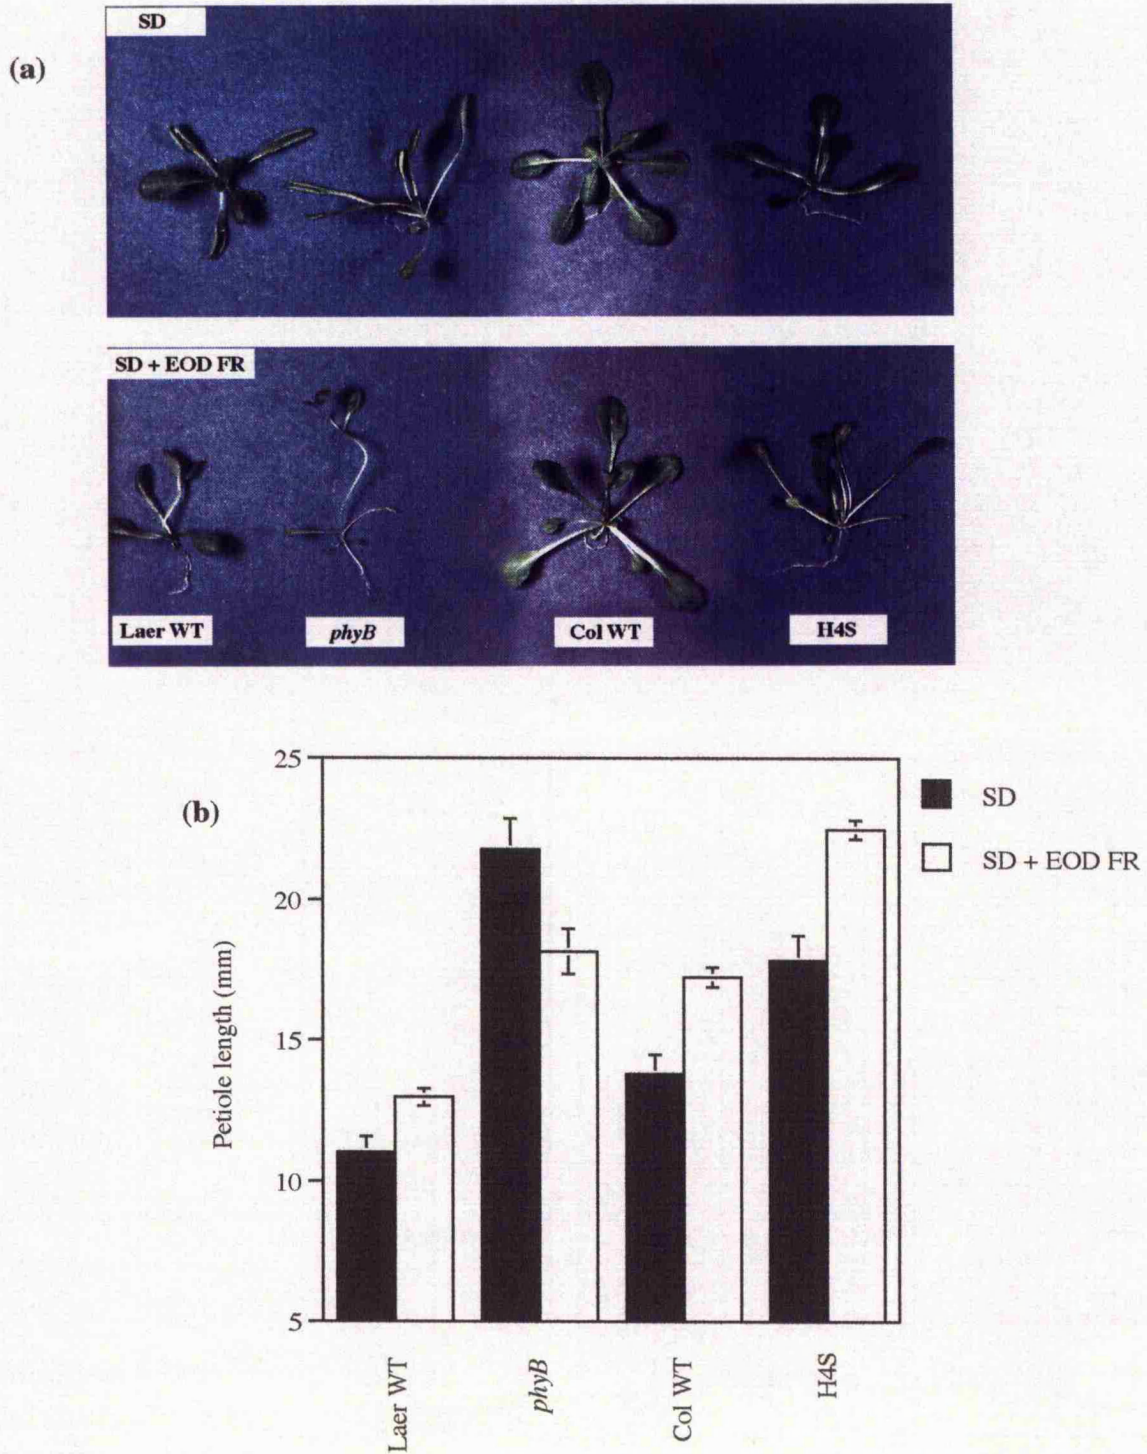 (a)
SD
SD + EOD FR
Laer WT
phyB
Col WT
H4S
(b)
25
20
15
10
5
Petiole length (mm)
SD
SD + EOD FR
Laer WT
phyB
Col WT
H4S